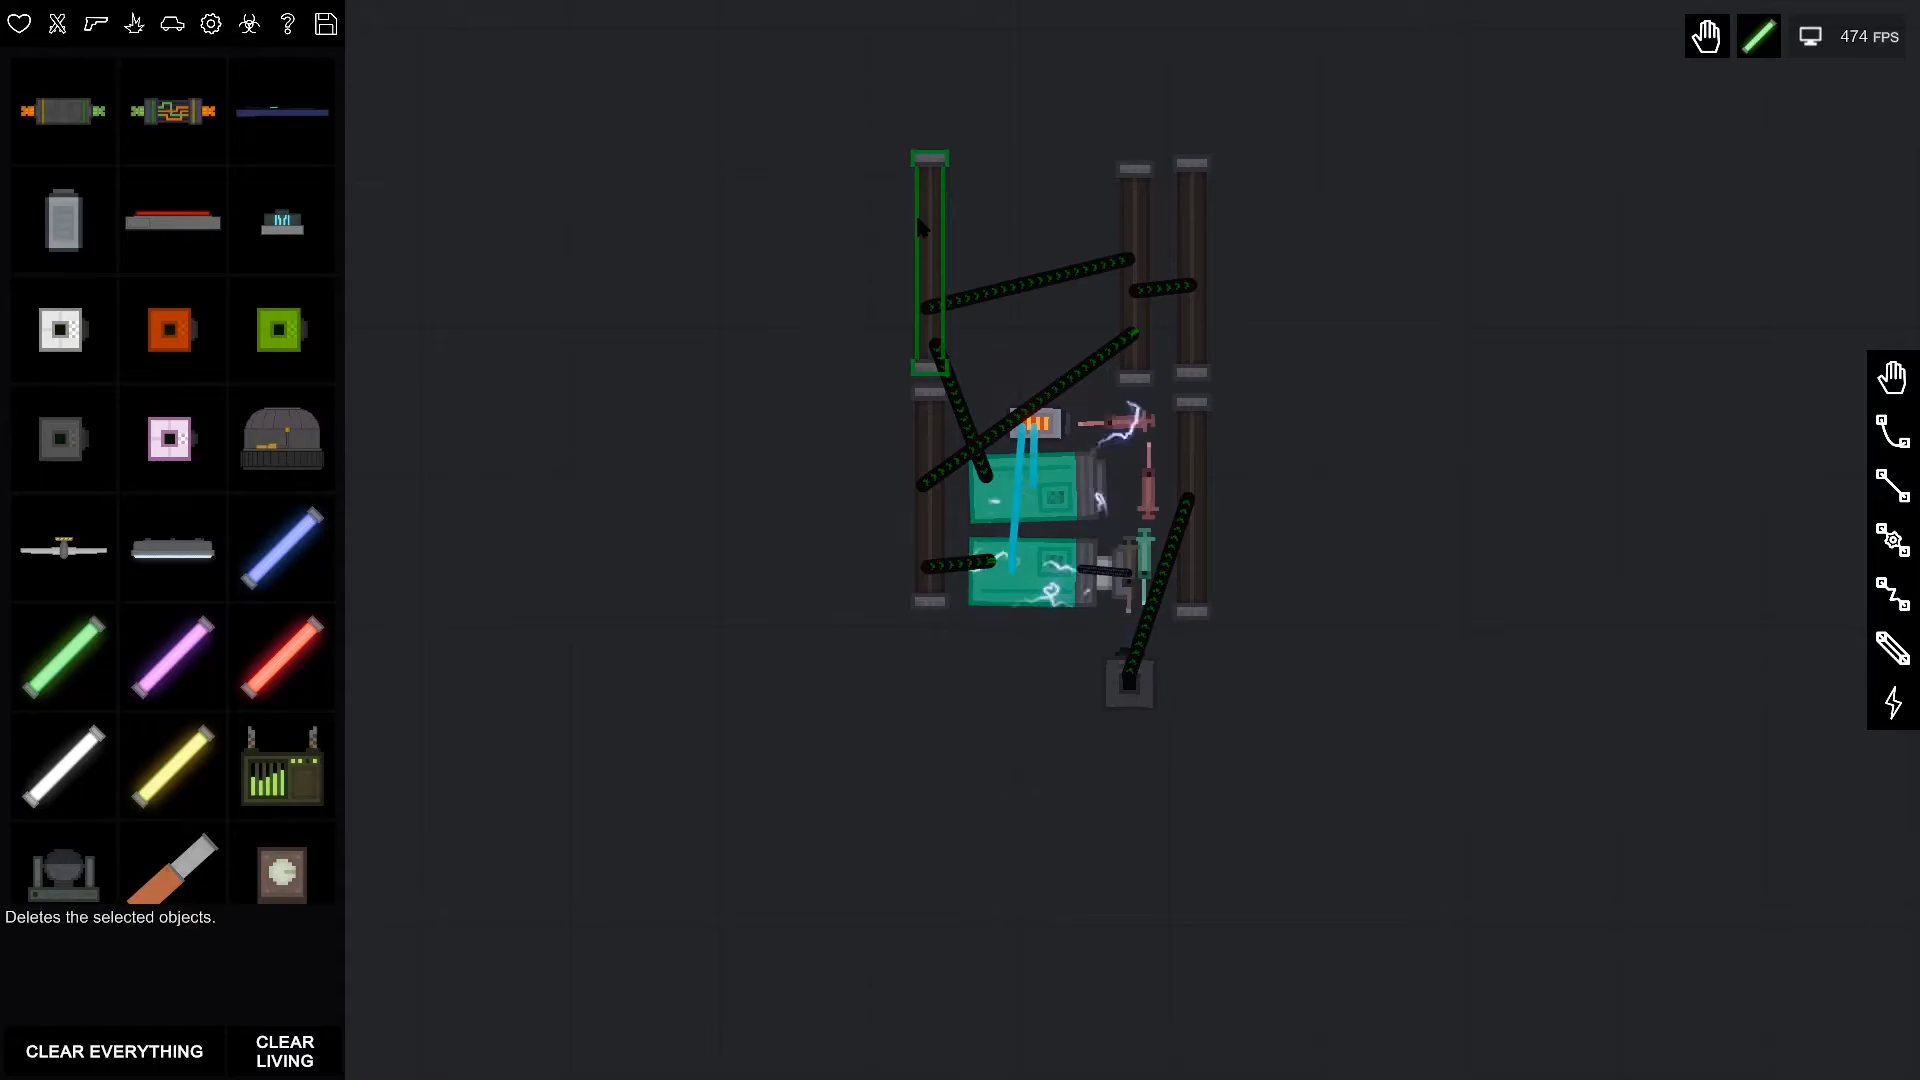 474 FPS
Deletes the selected objects.
CLEAR EVERYTHING
CLEAR
LIVING